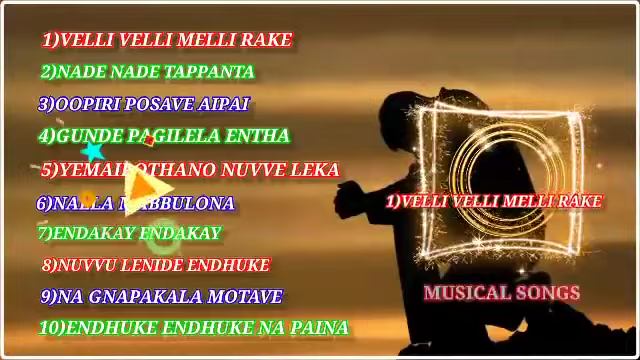 1)VELLI VELLI MELLI RAKE
2)NADE NADE TAPPANTA
3)OOPIRI POSAVE AIPAI
4)GUNDE PAGILELA ENTHA
NUVVE LEKA
6)NALLA MABBULONA
7)ENDAKAY ENDAKAY
8)NUVVU LENIDE ENDHUKE
9)NA GNAPAKALA MOTAVE
10)ENDHUKE ENDHUKE NA PAINA
1)VELLI VELLI MELLI RAKE
MUSICAL SONGS